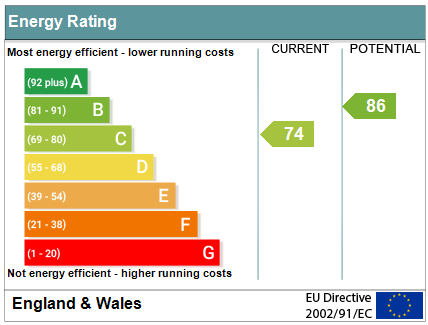 Energy Rating
Most energy efficient - lower running costs
CURRENT
POTENTIAL
(92 plus) A
(81 - 91) B
(69 - 80) C
(55 - 68) D
(39 - 54) E
(21 - 38) F
(1 - 20) G
74
86
Not energy efficient - higher running costs
England & Wales
EU Directive
2002/91/EC